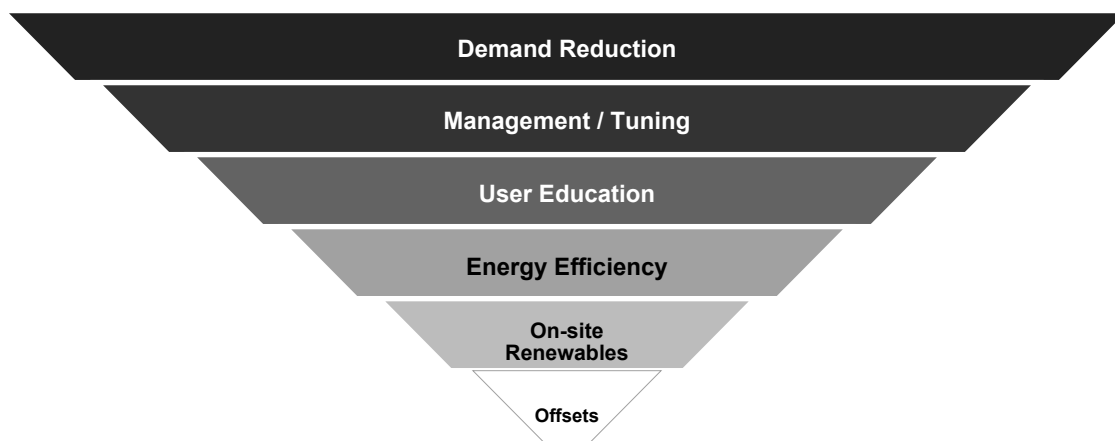 Demand Reduction
Management / Tuning
User Education
Energy Efficiency
On-site
Renewables
Offsets